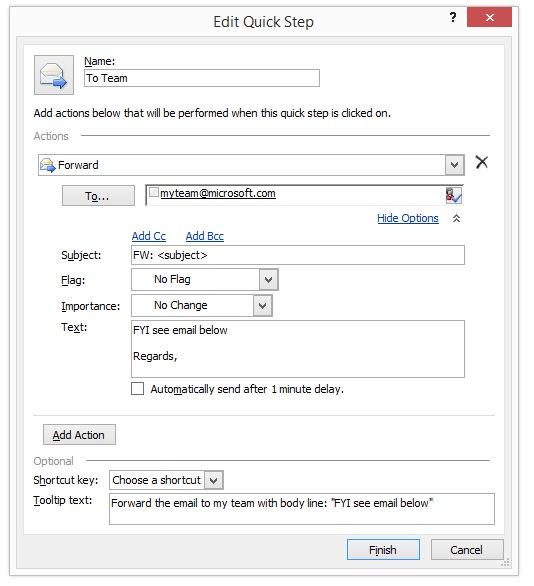 Edit Quick Step
?
Name:
To Team
Add actions below that will be performed when this quick step is clicked on.
Actions
Forward
To... myteam@microsoft.com
Hide Options
Add Cc Add Bcc
Subject: FW: <subject>
Flag: No Flag
Importance: No Change
Text: FYI see email below
Regards,
Automatically send after 1 minute delay.
Add Action
Optional
Shortcut key: Choose a shortcut
Tooltip text: Forward the email to my team with body line: "FYI see email below"
Finish Cancel